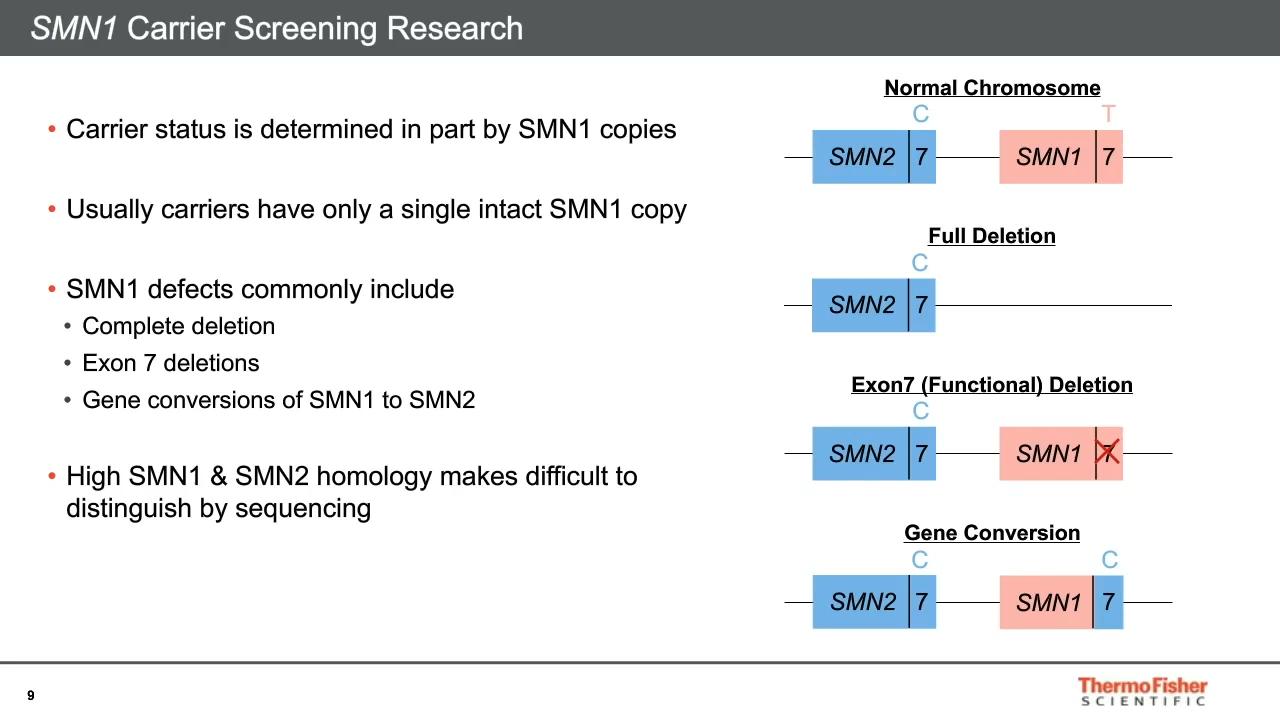 SMN1 Carrier Screening Research
• Carrier status is determined in part by SMN1 copies
• Usually carriers have only a single intact SMN1 copy
• SMN1 defects commonly include
• Complete deletion
• Exon 7 deletions
• Gene conversions of SMN1 to SMN2
• High SMN1 & SMN2 homology makes difficult to
distinguish by sequencing
Normal Chromosome
C T
SMN2 7 SMN1 7
Full Deletion
C
SMN2 7
Exon7 (Functional) Deletion
C
SMN2 7 SMN1 7
Gene Conversion
C C
SMN2 7 SMN1 7
9
ThermoFisher
SCIENTIFIC